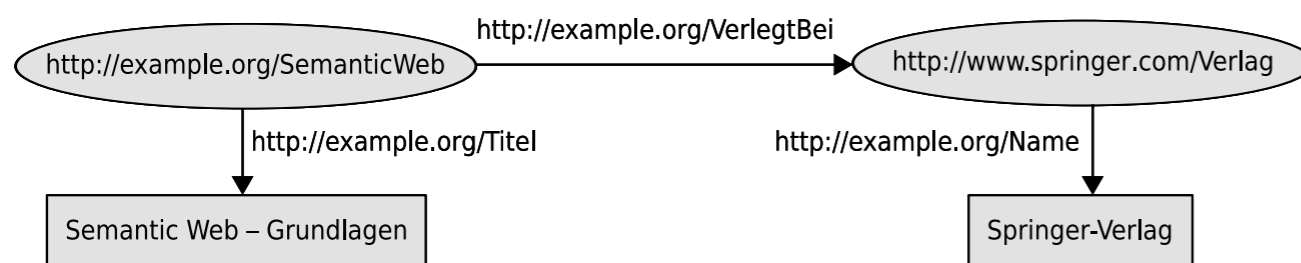 http://example.org/VerlegtBei
http://example.org/SemanticWeb
http://www.springer.com/Verlag
http://example.org/Titel
http://example.org/Name
Semantic Web – Grundlagen
Springer-Verlag